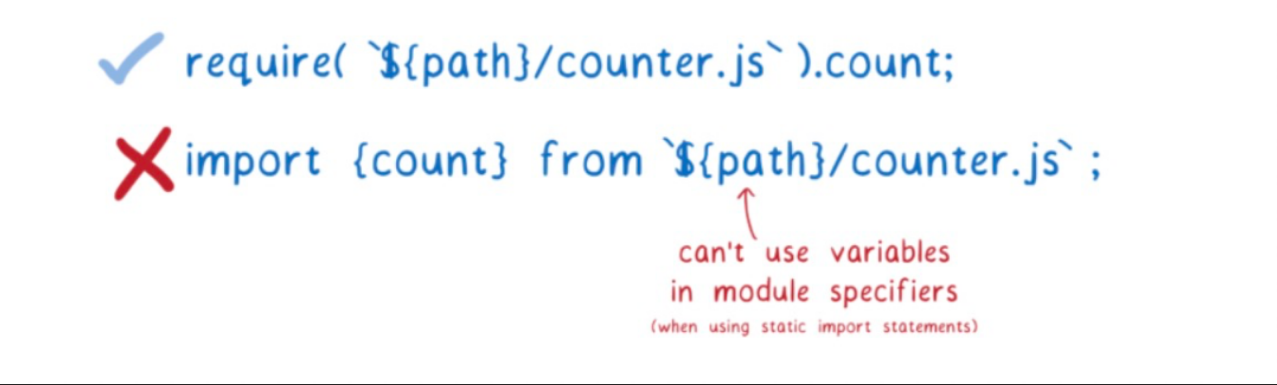 require( `${path}/counter.js` ).count;
import {count} from `${path}/counter.js` ;
can't use variables
in module specifiers
(when using static import statements)